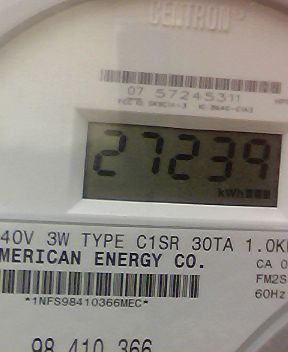 CENTRON®
07 57245311
27239
kWh
40V 3W TYPE C1SR 30TA 1.0K
MERICAN ENERGY CO.
CA 0
FM2S
60Hz
*1NFS98410366MEC*
98 410 366